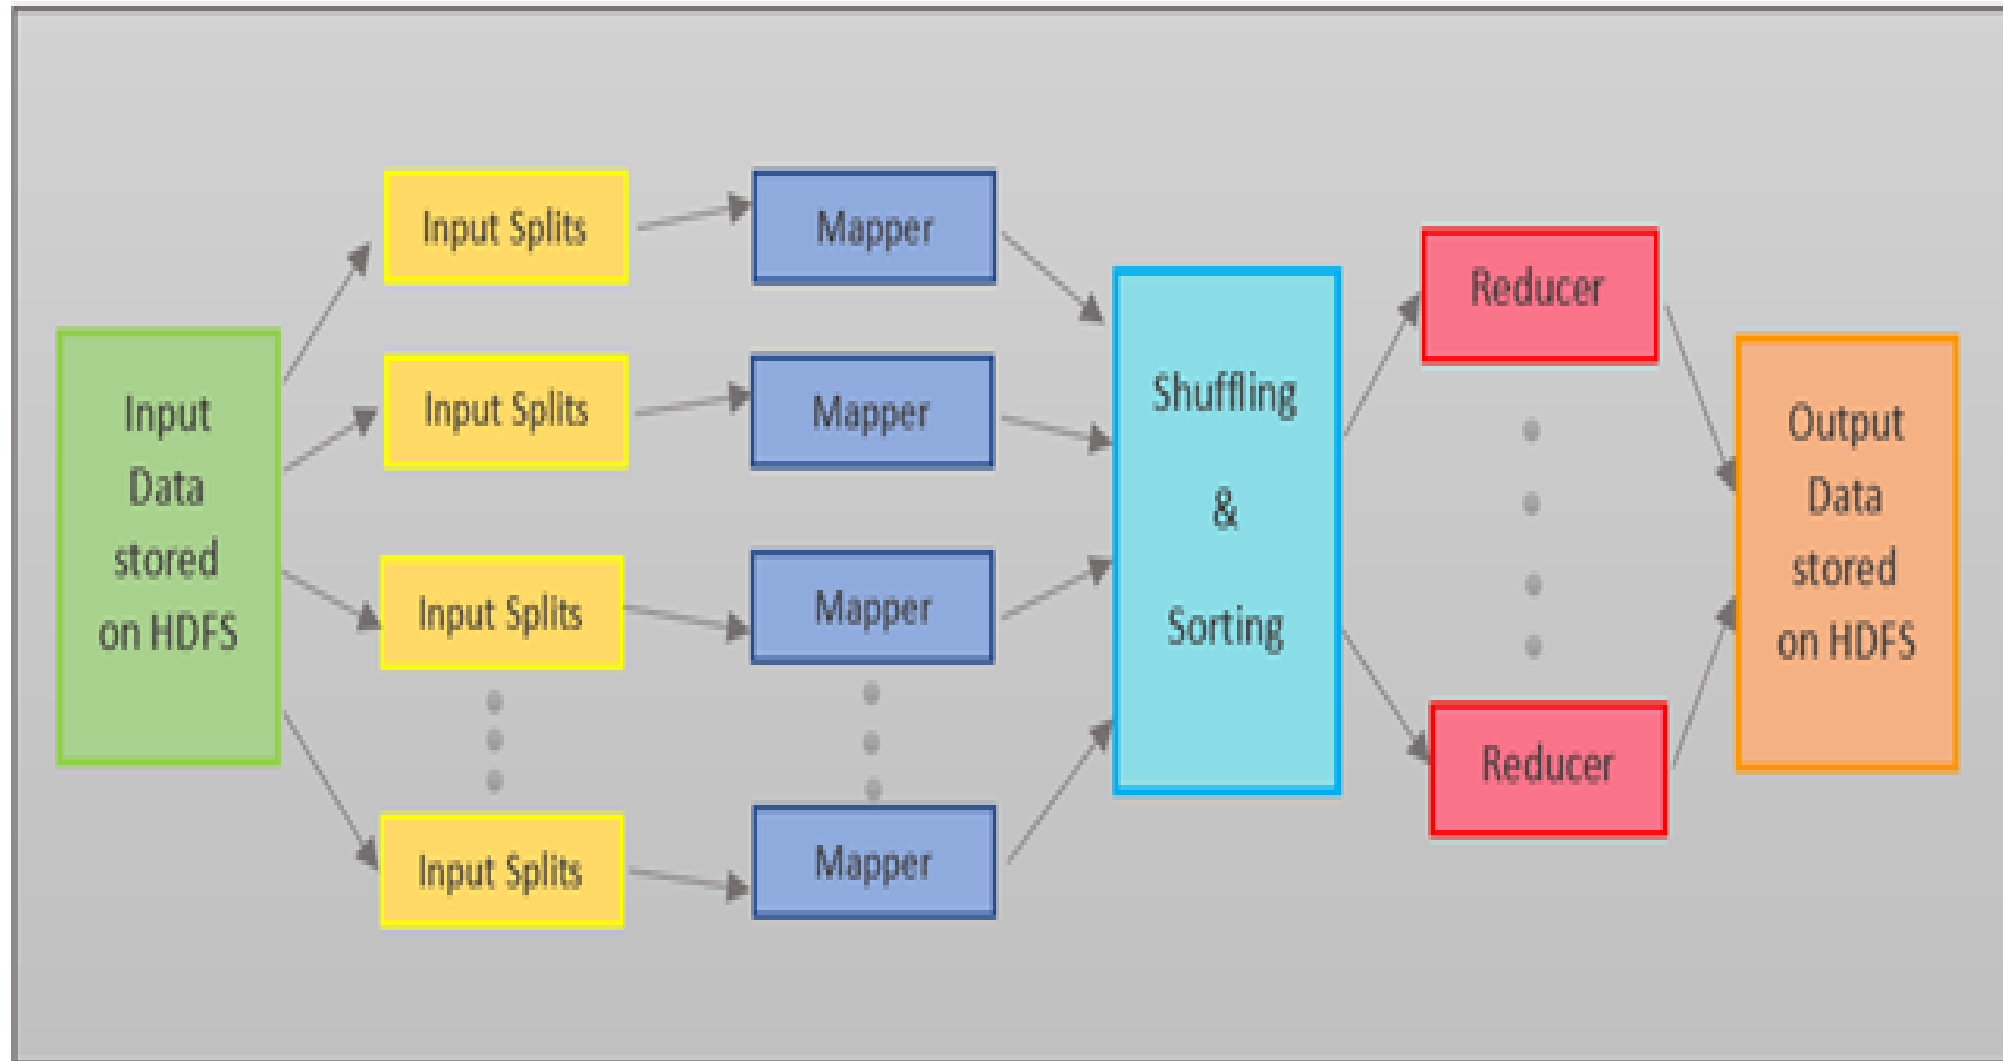 Input
Data
stored
on HDFS
Input Splits
Input Splits
Input Splits
Input Splits
Mapper
Mapper
Mapper
Mapper
Shuffling
&
Sorting
Reducer
Reducer
Output
Data
stored
on HDFS